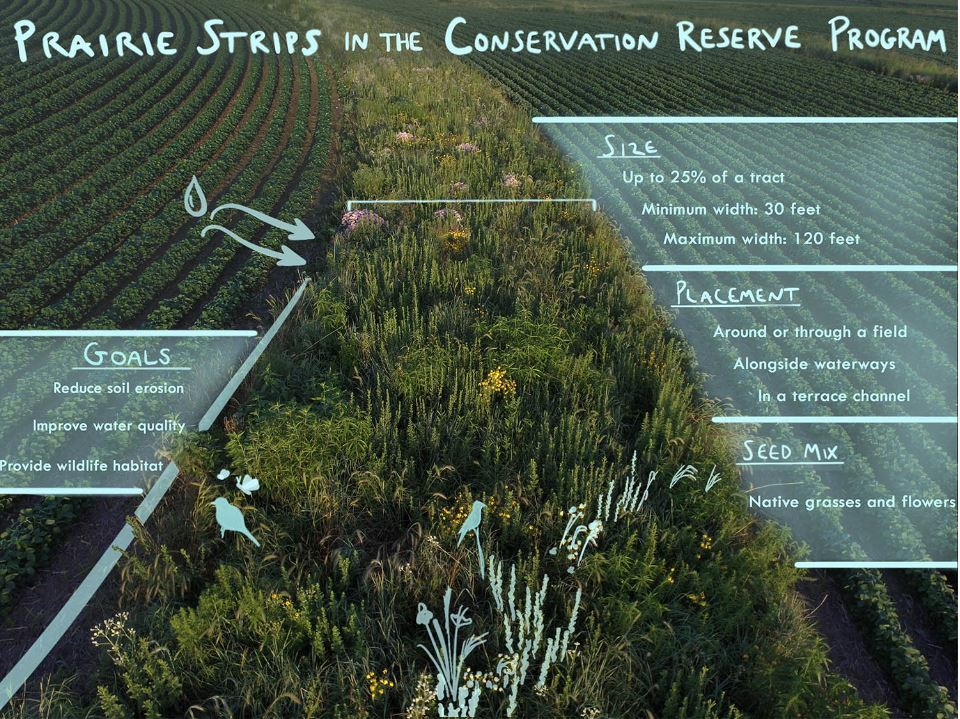 PRAIRIE STRIPS IN THE CONSERVATION RESERVE PROGRAM
SIZE
Up to 25% of a tract
Minimum width: 30 feet
Maximum width: 120 feet
PLACEMENT
Around or through a field
Alongside waterways
In a terrace channel
GOALS
Reduce soil erosion
Improve water quality
Provide wildlife habitat
SEED MIX
Native grasses and flowers